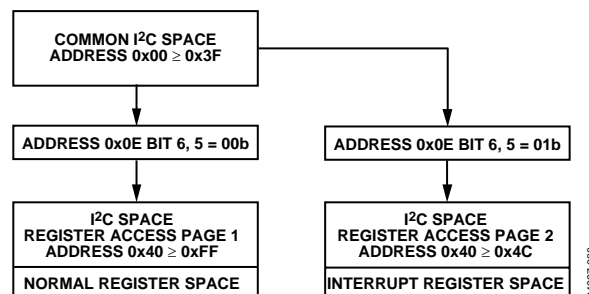 COMMON I²C SPACE
ADDRESS 0x00 ≥ 0x3F
ADDRESS 0x0E BIT 6, 5 = 00b
ADDRESS 0x0E BIT 6, 5 = 01b
I²C SPACE
REGISTER ACCESS PAGE 1
ADDRESS 0x40 ≥ 0xFF
NORMAL REGISTER SPACE
I²C SPACE
REGISTER ACCESS PAGE 2
ADDRESS 0x40 ≥ 0x4C
INTERRUPT REGISTER SPACE